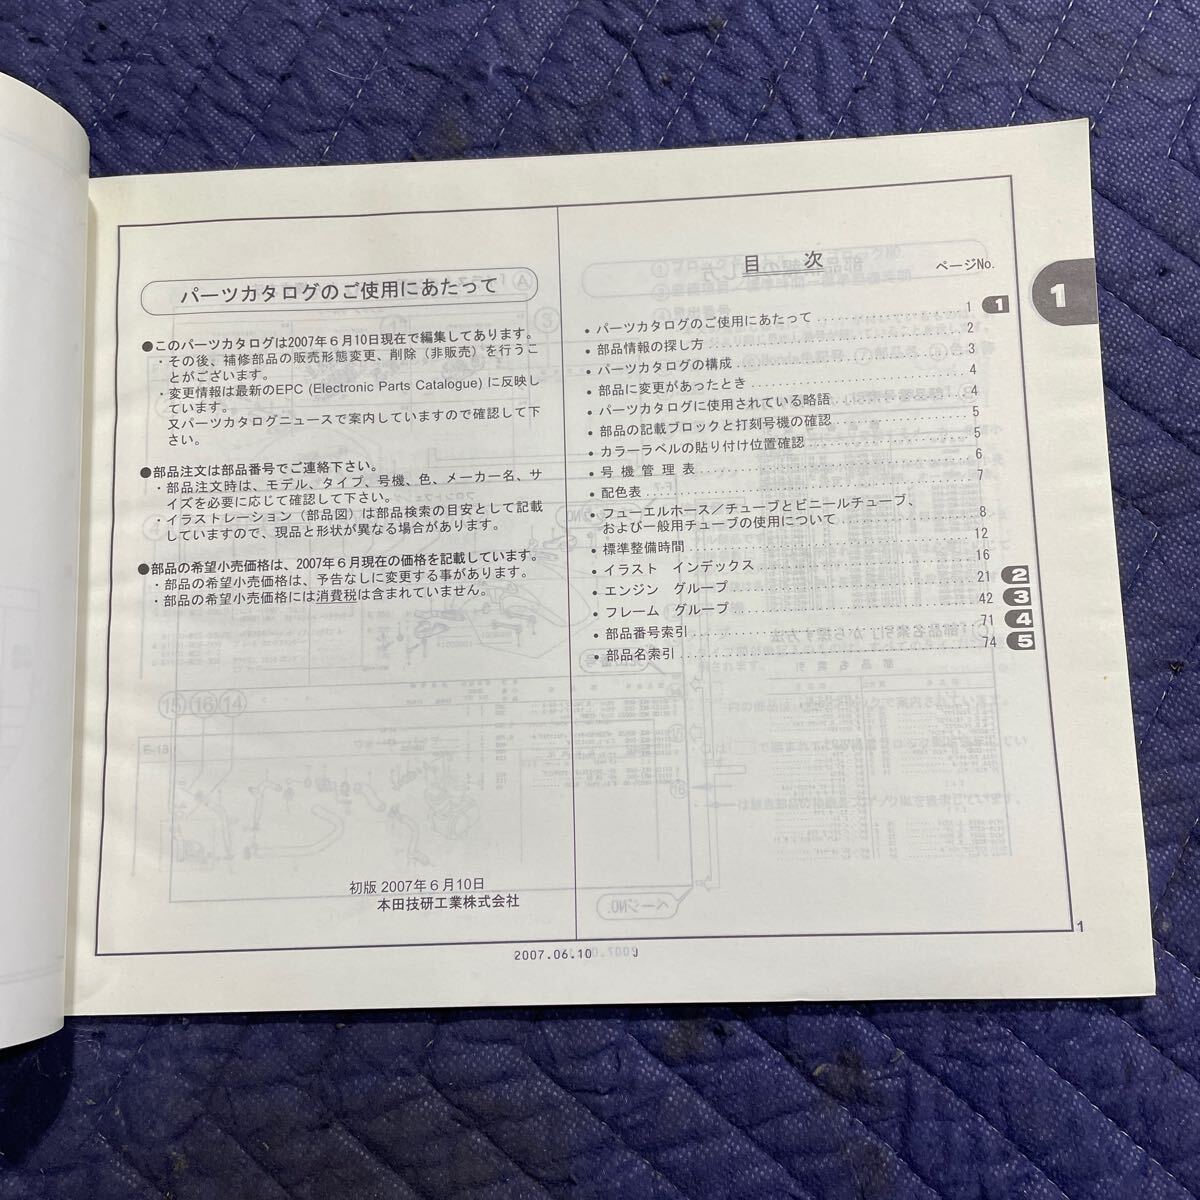 パーツカタログのご使用にあたって
●このパーツカタログは2007年6月10日現在で編集してあります。
・その後、補修部品の販売形態変更、削除（非販売）を行うこ
とがございます。
・変更情報は最新のEPC (Electronic Parts Catalogue) に反映し
ています。
又パーツカタログニュースで案内していますので確認して下
さい。
●部品注文は部品番号でご連絡下さい。
・部品注文時は、モデル、タイプ、号機、色、メーカー名、サ
イズを必要に応じて確認して下さい。
・イラストレーション（部品図）は部品検索の目安として記載
していますので、現品と形状が異なる場合があります。
●部品の希望小売価格は、2007年6月現在の価格を記載しています。
・部品の希望小売価格は、予告なしに変更する事があります。
・部品の希望小売価格には消費税は含まれていません。
初版 2007年6月10日
本田技研工業株式会社
目 次
ページNo.
・パーツカタログのご使用にあたって 1 1
・部品情報の探し方 2
・パーツカタログの構成 3
・部品に変更があったとき 4
・パーツカタログに使用されている略語 4
・部品の記載ブロックと打刻号機の確認 5
・カラーラベルの貼り付け位置確認 5
・号機管理表 6
・配色表 7
・フューエルホース／チューブとビニールチューブ、
および一般用チューブの使用について 8
・標準整備時間 12
・イラスト インデックス 16
・エンジン グループ 21 2
・フレーム グループ 42 3
・部品番号索引 71 4
・部品名索引 74 5
1
1
2007.06.10 J